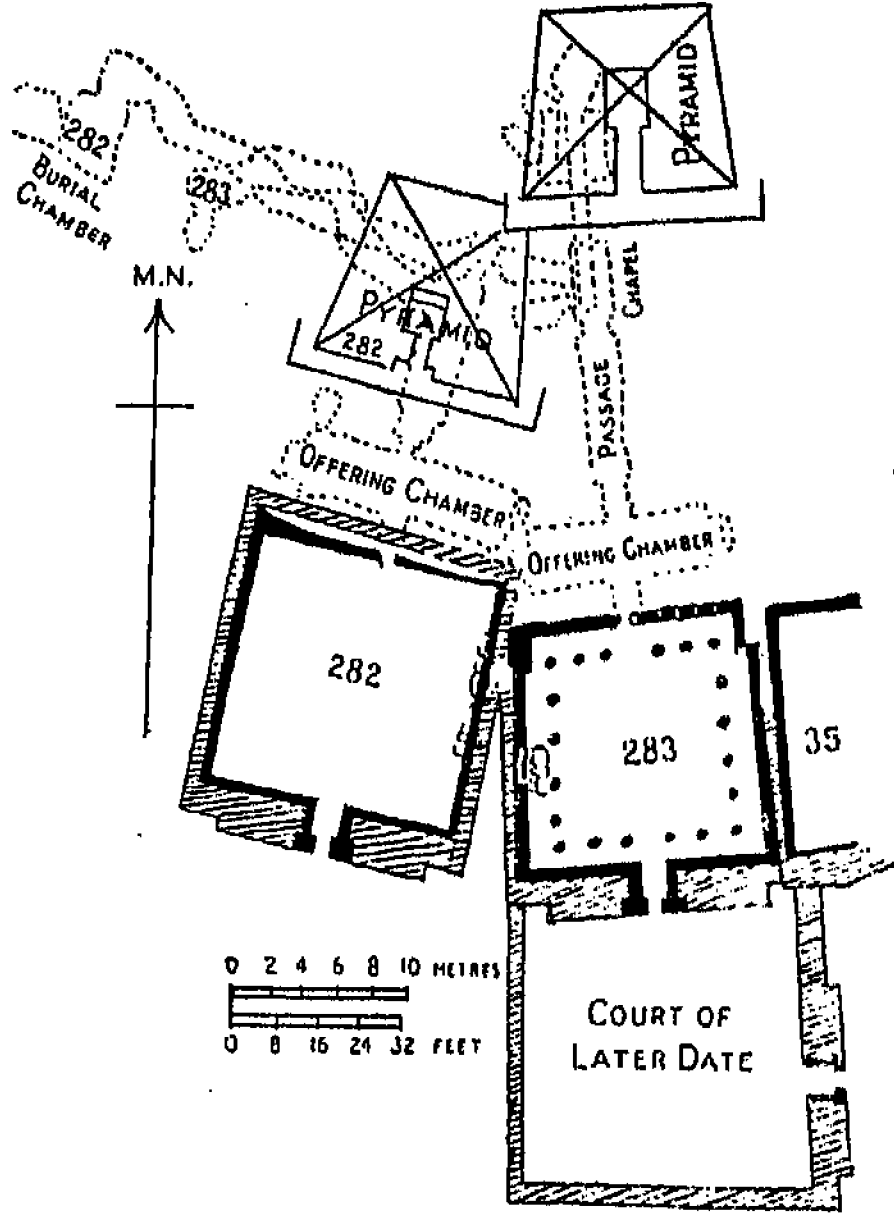 PYRAMID
282
BURIAL
CHAMBER
283
M.N.
CHAPEL
PYRAMID
282
PASSAGE
OFFERING CHAMBER
OFFERING CHAMBER
282
283
35
0 2 4 6 8 10 METRES
0 8 16 24 32 FEET
COURT OF
LATER DATE